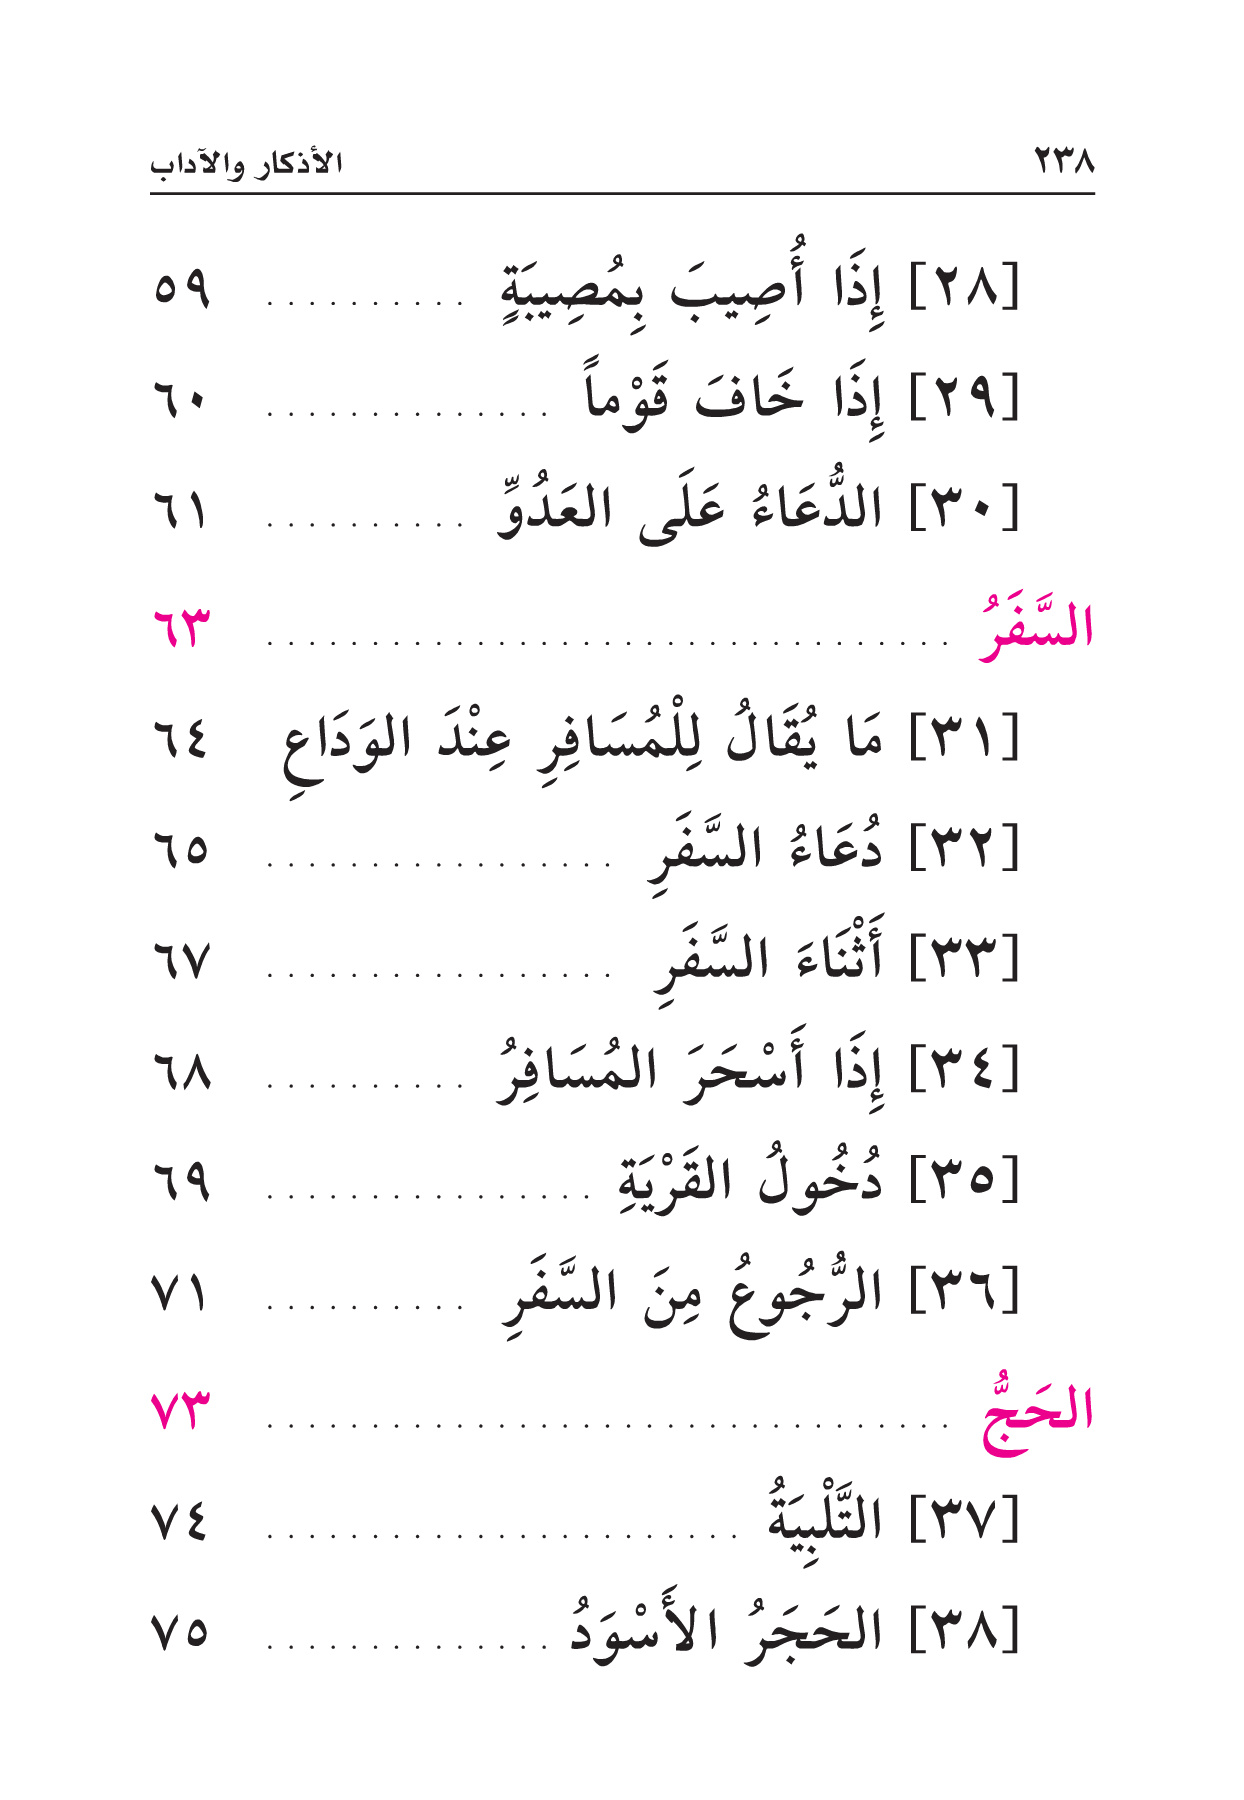 ٢٣٨ الأذكار والآداب
[٢٨] إِذَا أُصِيبَ بِمُصِيبَةٍ . . . . . . . . . . ٥٩
[٢٩] إِذَا خَافَ قَوْماً . . . . . . . . . . . . . . ٦٠
[٣٠] الدُّعَاءُ عَلَى العَدُوِّ . . . . . . . . . . ٦١
السَّفَرُ . . . . . . . . . . . . . . . . . . . . . . . . . . . . . . . . . ٦٣
[٣١] مَا يُقَالُ لِلْمُسَافِرِ عِنْدَ الوَدَاعِ ٦٤
[٣٢] دُعَاءُ السَّفَرِ . . . . . . . . . . . . . . . . . ٦٥
[٣٣] أَثْنَاءَ السَّفَرِ . . . . . . . . . . . . . . . . . ٦٧
[٣٤] إِذَا أَسْحَرَ المُسَافِرُ . . . . . . . . . . ٦٨
[٣٥] دُخُولُ القَرْيَةِ . . . . . . . . . . . . . . . . ٦٩
[٣٦] الرُّجُوعُ مِنَ السَّفَرِ . . . . . . . . . . ٧١
الحَجُّ . . . . . . . . . . . . . . . . . . . . . . . . . . . . . . . . . ٧٣
[٣٧] التَّلْبِيَةُ . . . . . . . . . . . . . . . . . . . . . . . ٧٤
[٣٨] الحَجَرُ الأَسْوَدُ . . . . . . . . . . . . . . ٧٥